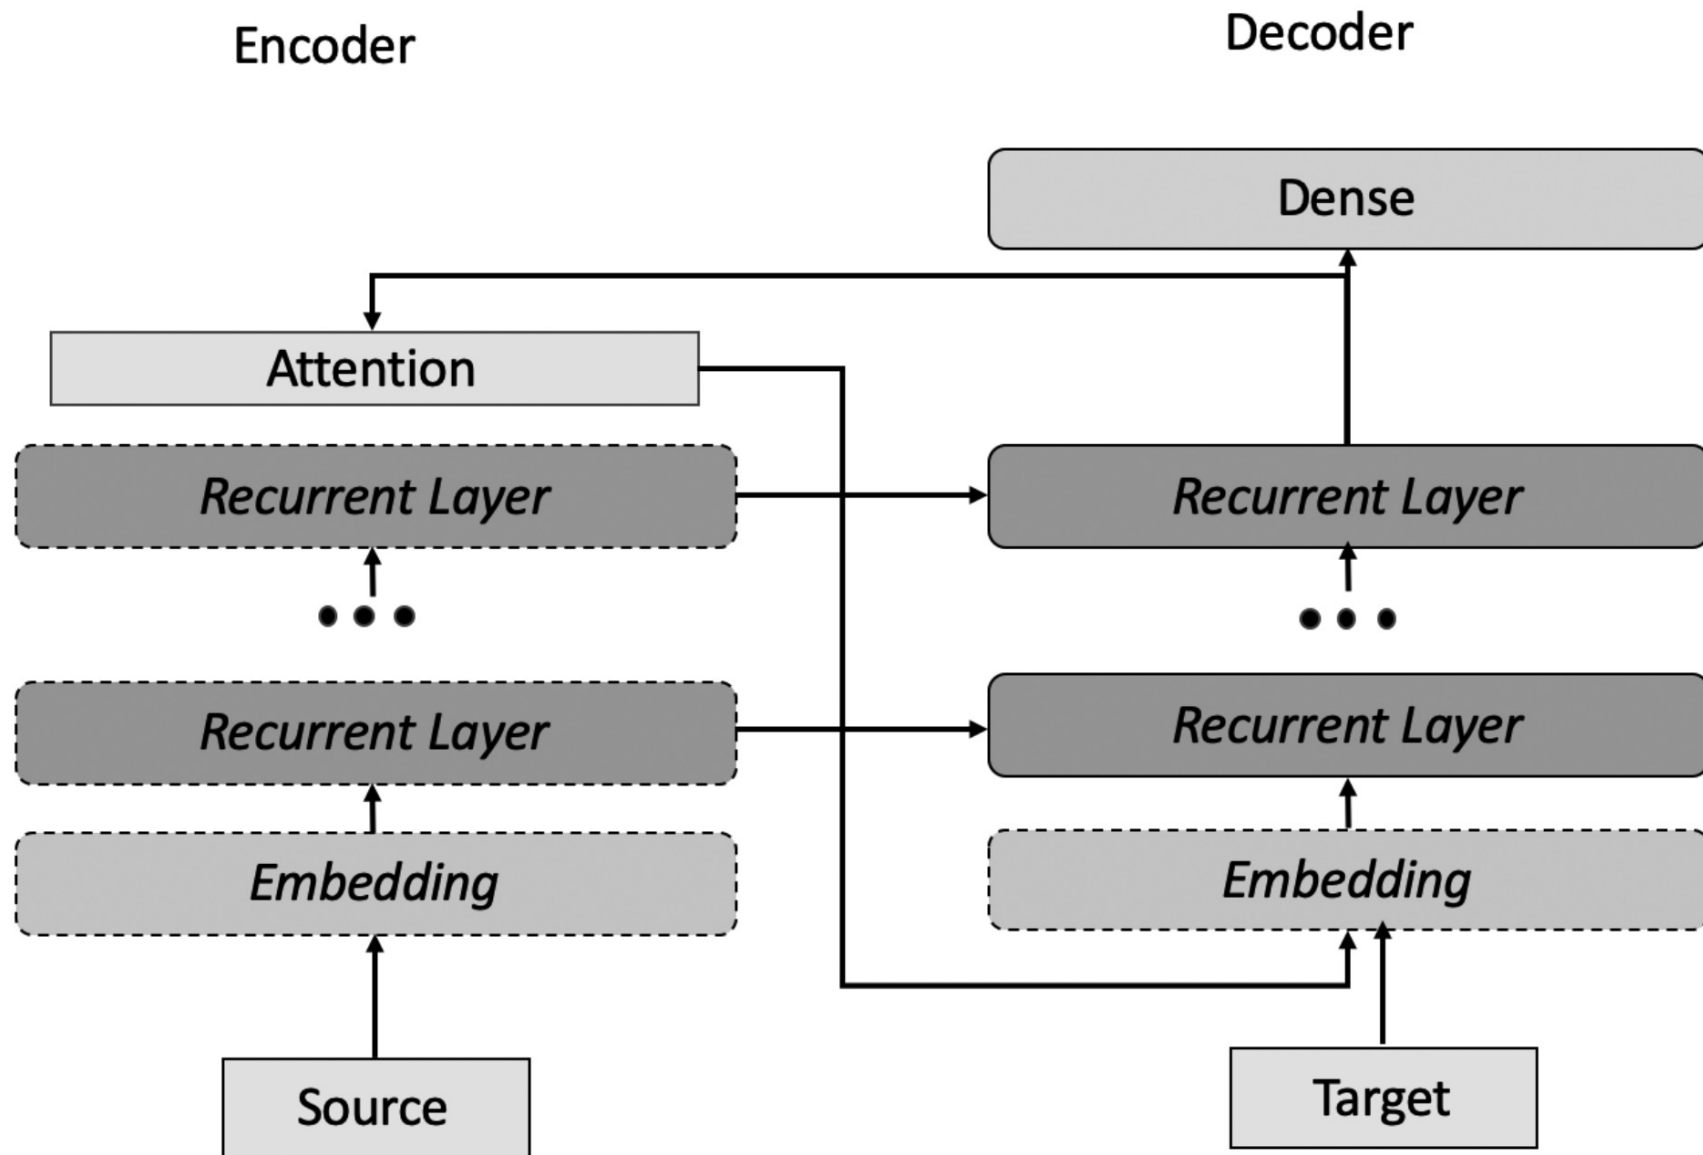 Encoder
Decoder
Dense
Attention
Recurrent Layer
Recurrent Layer
Recurrent Layer
Recurrent Layer
Embedding
Embedding
Source
Target